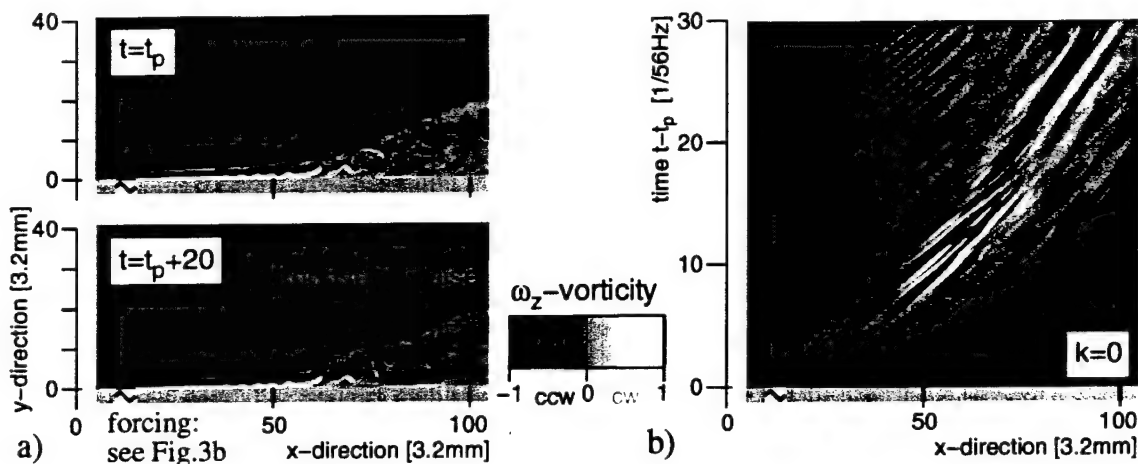 40
t=tp
0
50
100
40
t=tp+20
0
0
50
100
y-direction [3.2mm]
forcing:
see Fig.3b
x-direction [3.2mm]
a)
ωz-vorticity
-1 ccw 0 cw 1
30
20
10
0
time t-tp [1/56Hz]
k=0
0
50
100
x-direction [3.2mm]
b)